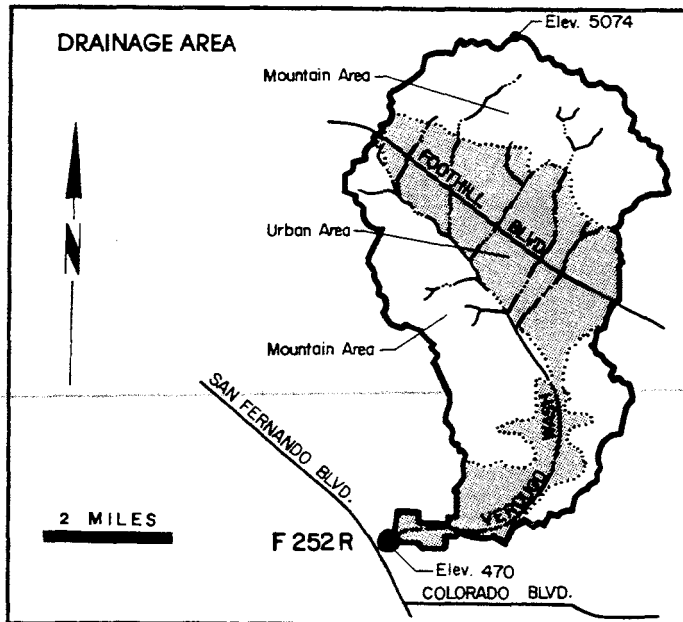 DRAINAGE AREA
Elev. 5074
Mountain Area
N
FOOTHILL BLVD.
Urban Area
Mountain Area
SAN FERNANDO BLVD.
VERDUGO WASH
2 MILES
F 252 R
Elev. 470
COLORADO BLVD.